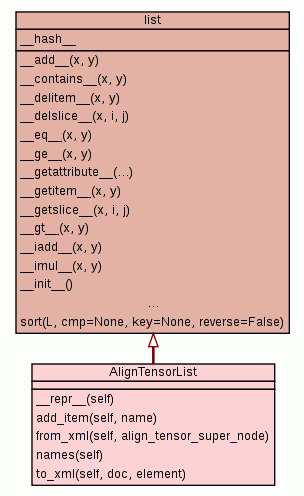 list
__hash__
__add__(x, y)
__contains__(x, y)
__delitem__(x, y)
__delslice__(x, i, j)
__eq__(x, y)
__ge__(x, y)
__getattribute__(...)
__getitem__(x, y)
__getslice__(x, i, j)
__gt__(x, y)
__iadd__(x, y)
__imul__(x, y)
__init__()
...
sort(L, cmp=None, key=None, reverse=False)
AlignTensorList
__repr__(self)
add_item(self, name)
from_xml(self, align_tensor_super_node)
names(self)
to_xml(self, doc, element)